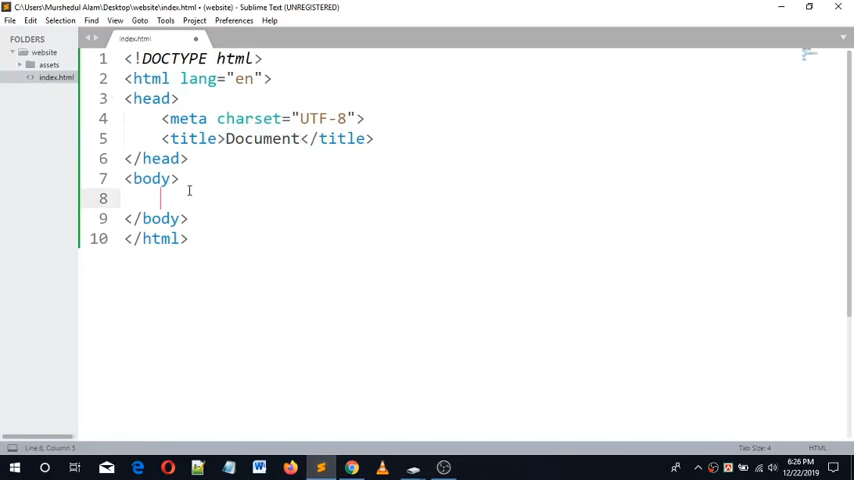 C:\Users\Murshedul Alam\Desktop\website\index.html • (website) - Sublime Text (UNREGISTERED)
File Edit Selection Find View Goto Tools Project Preferences Help
FOLDERS
website
assets
index.html
index.html
1 <!DOCTYPE html>
2 <html lang="en">
3 <head>
4 <meta charset="UTF-8">
5 <title>Document</title>
6 </head>
7 <body>
8
9 </body>
10 </html>
Line 8, Column 5 Tab Size: 4 HTML
6:26 PM
12/22/2019